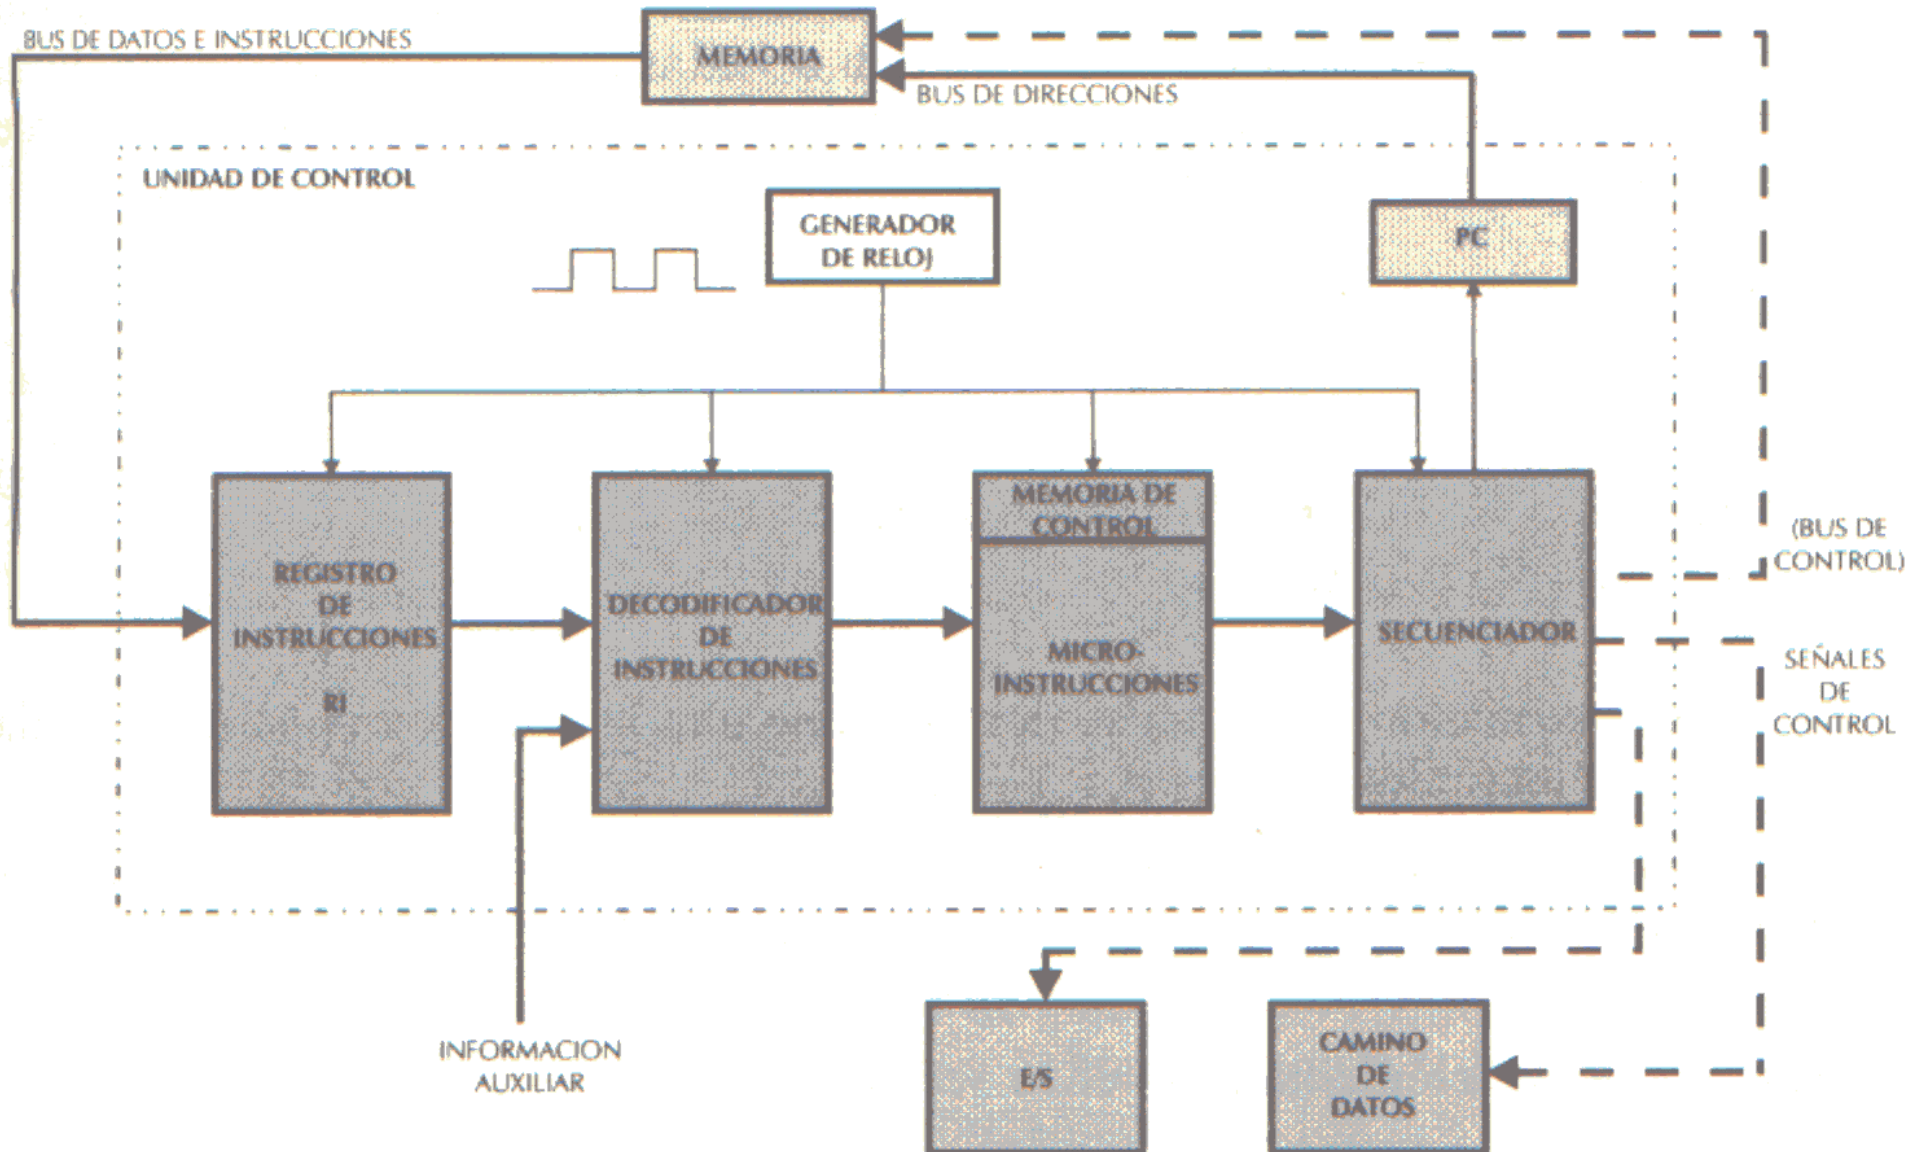 BUS DE DATOS E INSTRUCCIONES
MEMORIA
BUS DE DIRECCIONES
UNIDAD DE CONTROL
GENERADOR
DE RELOJ
PC
REGISTRO
DE
INSTRUCCIONES
RI
DECODIFICADOR
DE
INSTRUCCIONES
MEMORIA DE
CONTROL
MICRO-
INSTRUCCIONES
SECUENCIADOR
(BUS DE
CONTROL)
SEÑALES
DE
CONTROL
INFORMACION
AUXILIAR
E/S
CAMINO
DE
DATOS